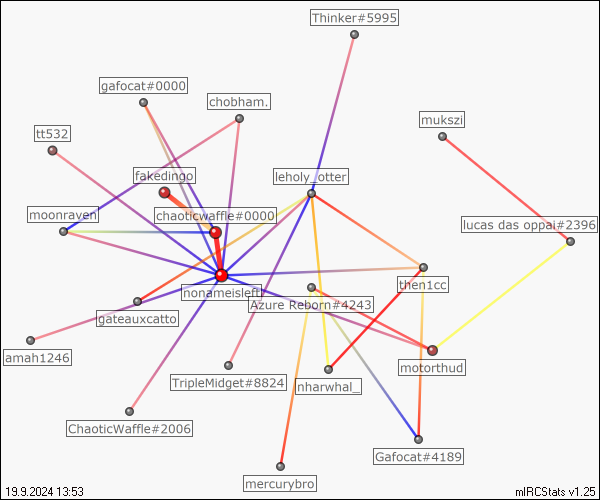 Thinker#5995
gafocat#0000
chobham.
mukszi
tt532
fakedingo
leholy_otter
moonraven
chaoticwaffle#0000
lucas das oppai#2396
then1cc
nonameisleft
Azure Reborn#4243
gateauxcatto
amah1246
motorthud
TripleMidget#8824
nharwhal_
ChaoticWaffle#2006
Gafocat#4189
mercurybro
19.9.2024 13:53
mIRCStats v1.25